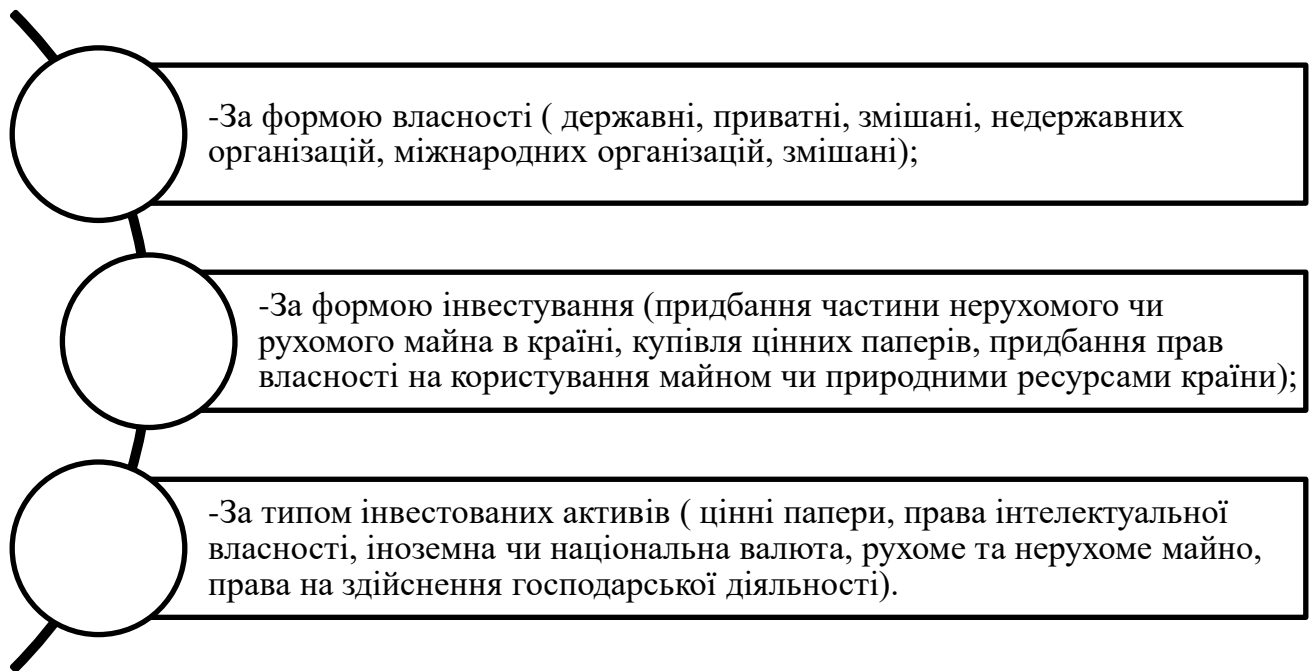 -За формою власності ( державні, приватні, змішані, недержавних
організацій, міжнародних організацій, змішані);
-За формою інвестування (придбання частини нерухомого чи
рухомого майна в країні, купівля цінних паперів, придбання прав
власності на користування майном чи природними ресурсами країни);
-За типом інвестованих активів ( цінні папери, права інтелектуальної
власності, іноземна чи національна валюта, рухоме та нерухоме майно,
права на здійснення господарської діяльності).